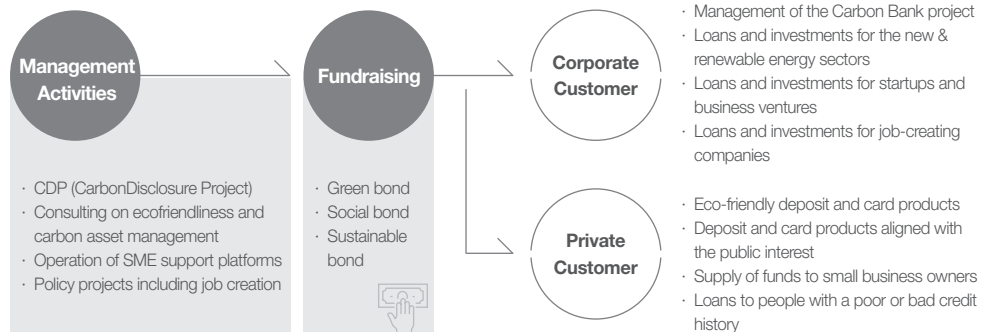 Management
Activities
· CDP (CarbonDisclosure Project)
· Consulting on ecofriendliness and
carbon asset management
· Operation of SME support platforms
· Policy projects including job creation
Fundraising
· Green bond
· Social bond
· Sustainable
bond
Corporate
Customer
· Management of the Carbon Bank project
· Loans and investments for the new &
renewable energy sectors
· Loans and investments for startups and
business ventures
· Loans and investments for job-creating
companies
Private
Customer
· Eco-friendly deposit and card products
· Deposit and card products aligned with
the public interest
· Supply of funds to small business owners
· Loans to people with a poor or bad credit
history